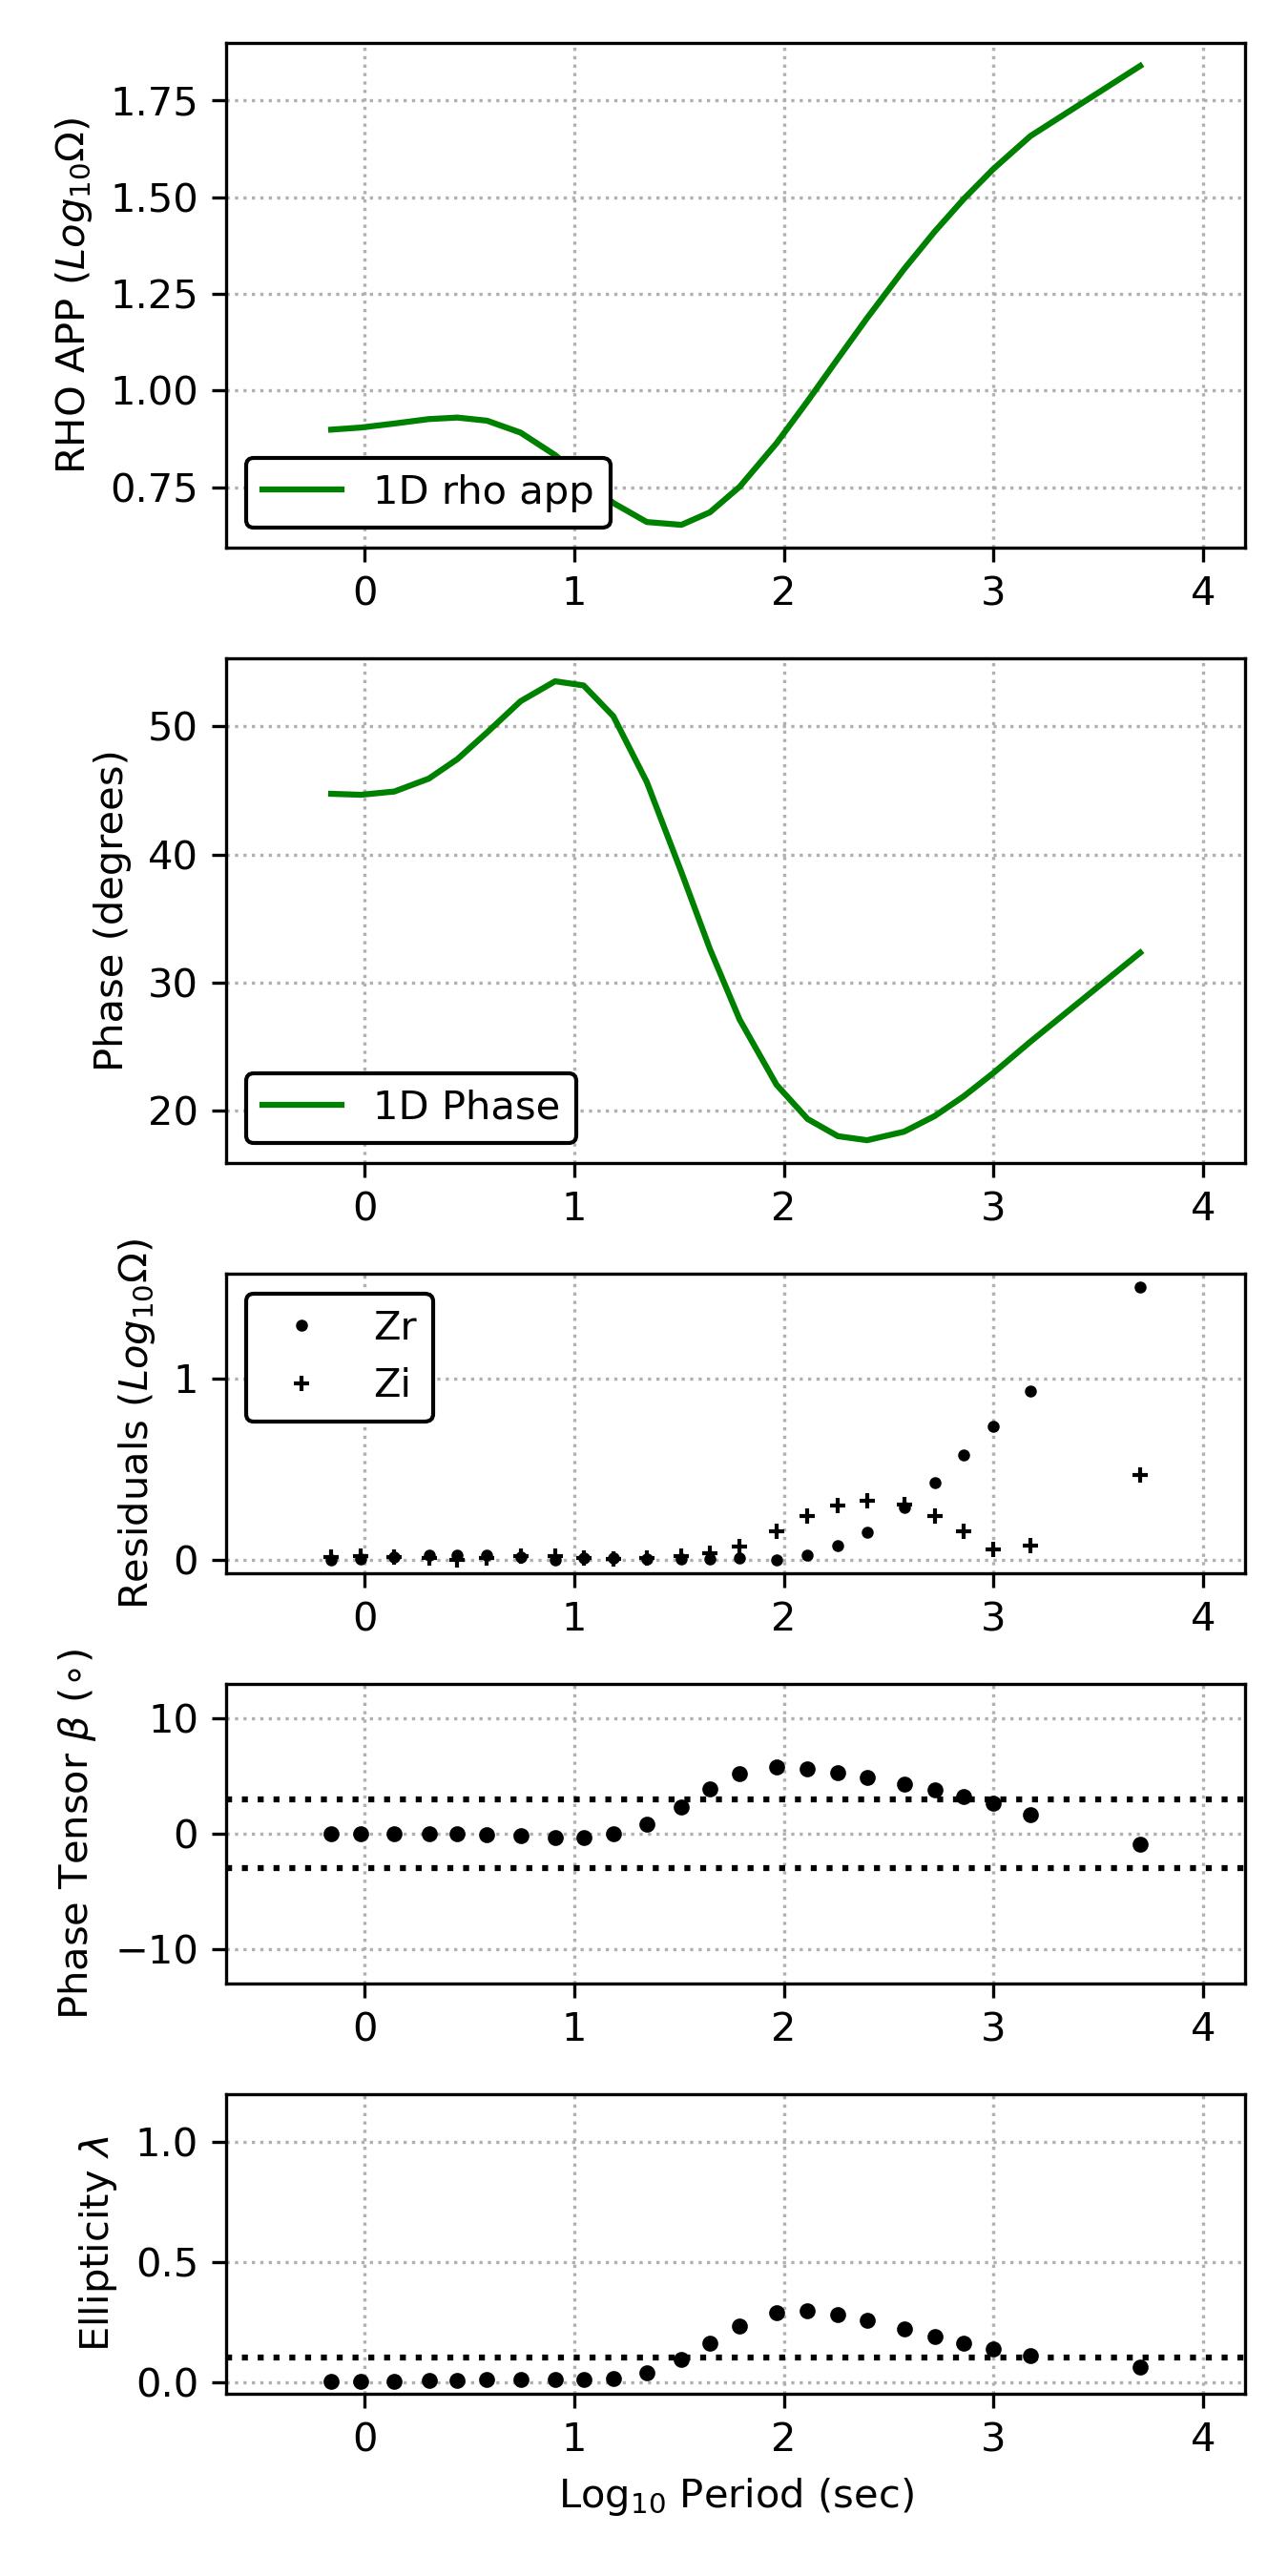 RHO APP (Log₁₀Ω)
1.75
1.50
1.25
1.00
0.75
1D rho app
0 1 2 3 4
Phase (degrees)
50
40
30
20
1D Phase
0 1 2 3 4
Residuals (Log₁₀Ω)
Zr
Zi
1
0
0 1 2 3 4
Phase Tensor β (∘)
10
0
−10
0 1 2 3 4
Ellipticity λ
1.0
0.5
0.0
0 1 2 3 4
Log₁₀ Period (sec)